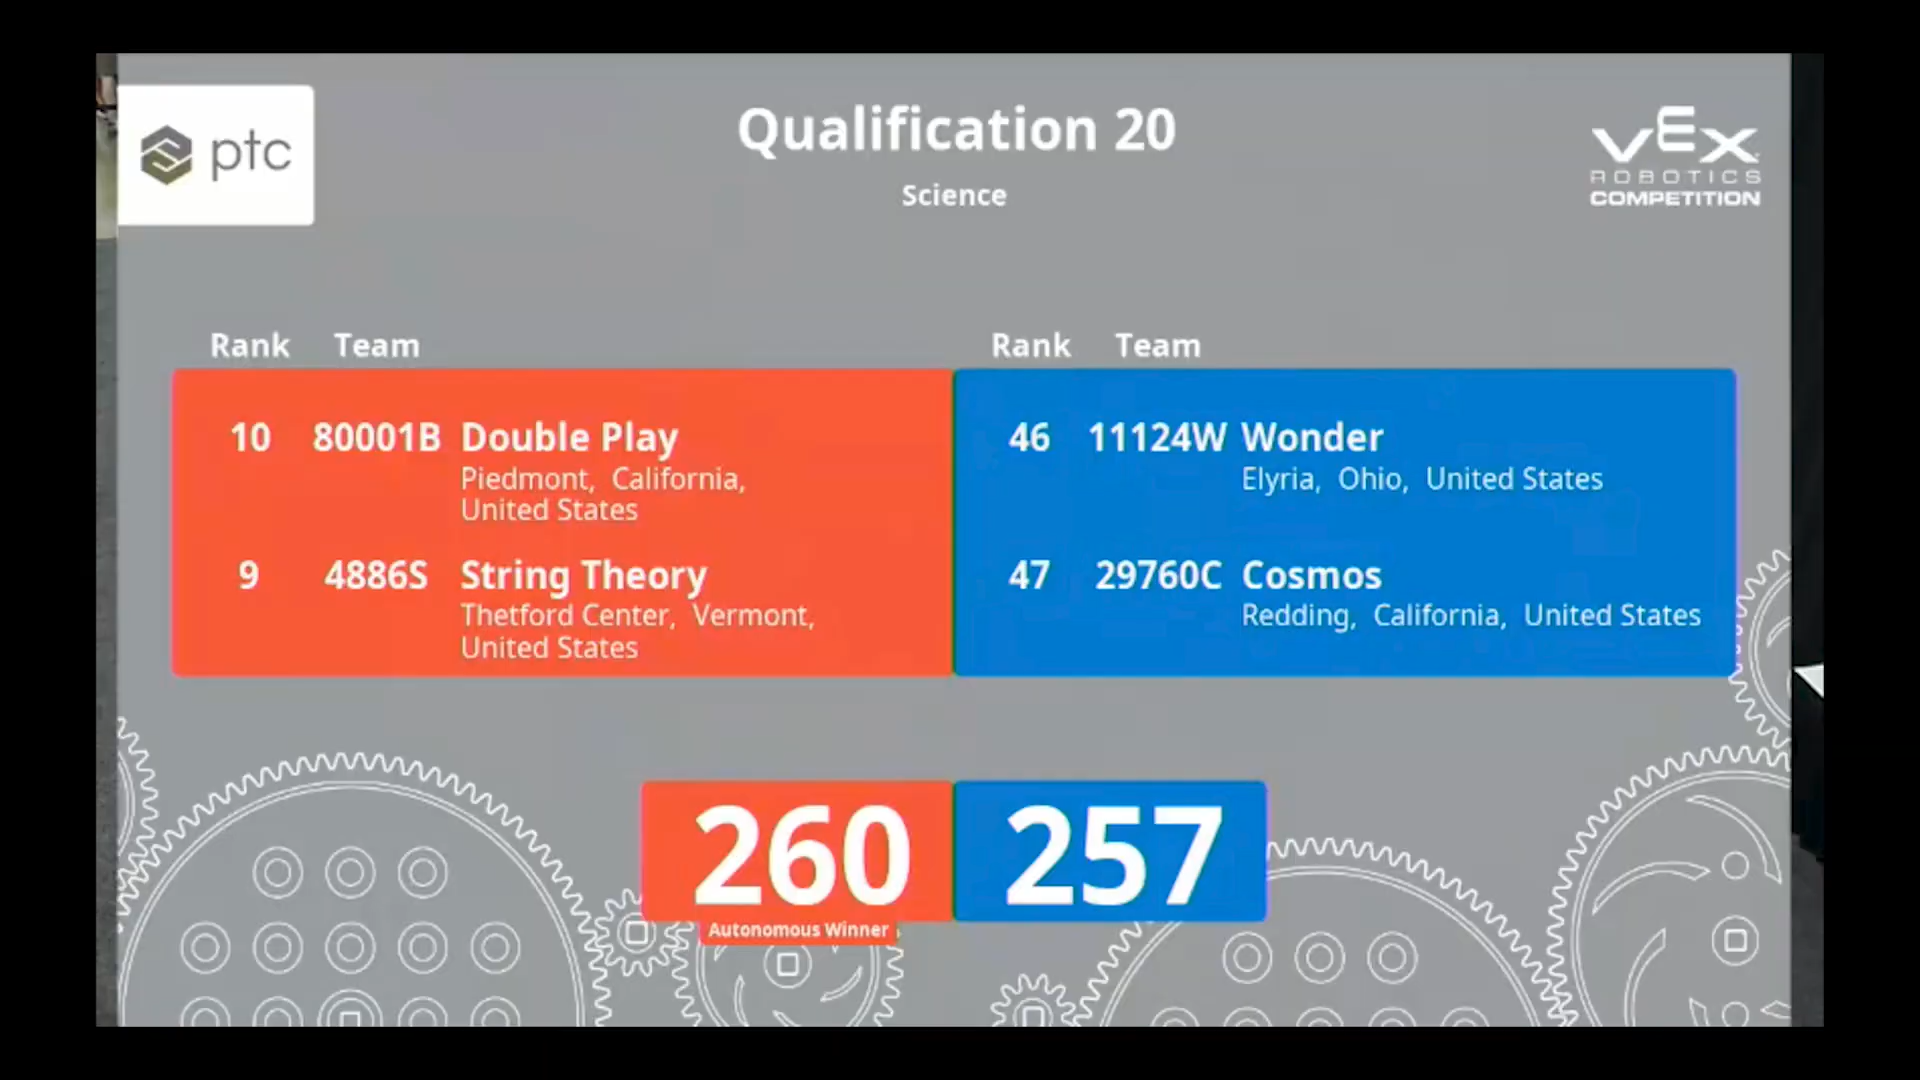 ptc
Qualification 20
Science
VEX
ROBOTICS
COMPETITION
Rank Team
10 80001B Double Play
Piedmont, California,
United States
9 4886S String Theory
Thetford Center, Vermont,
United States
Rank Team
46 11124W Wonder
Elyria, Ohio, United States
47 29760C Cosmos
Redding, California, United States
260 257
Autonomous Winner